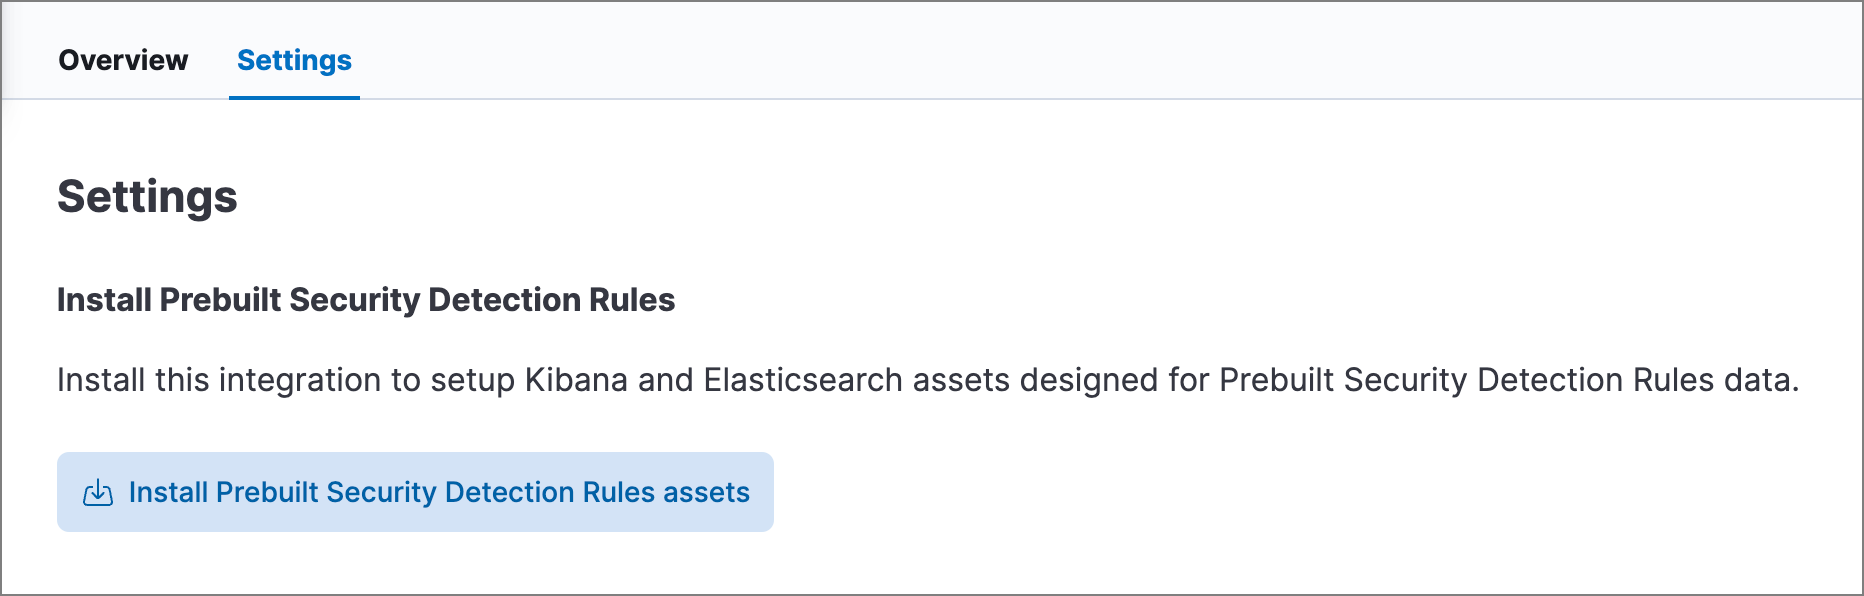 Overview Settings
Settings
Install Prebuilt Security Detection Rules
Install this integration to setup Kibana and Elasticsearch assets designed for Prebuilt Security Detection Rules data.
Install Prebuilt Security Detection Rules assets